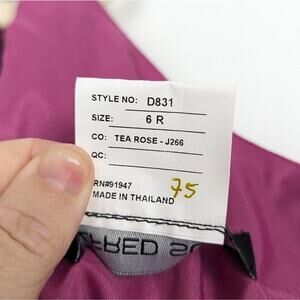 STYLE NO: D831
SIZE: 6 R
CO: TEA ROSE - J266
QC:
RN#91947
75
MADE IN THAILAND